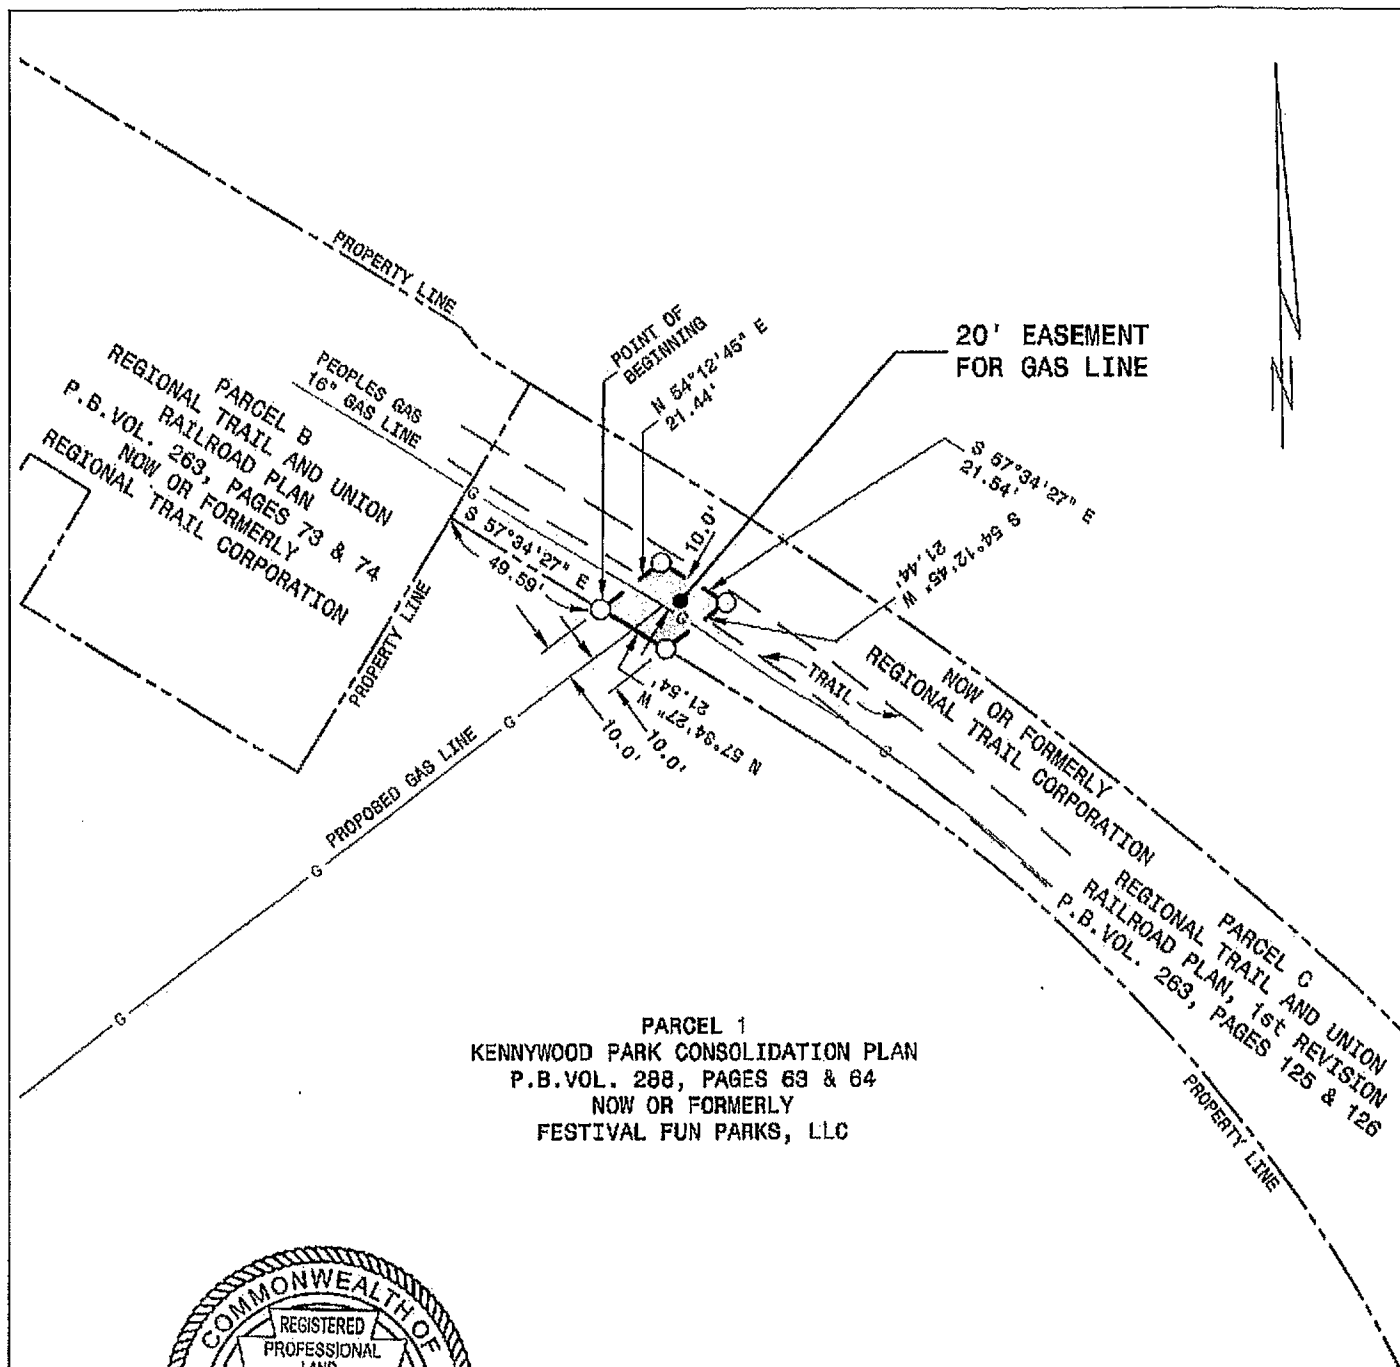 PROPERTY LINE
POINT OF
BEGINNING
N 54°12'45" E
21.44'
20' EASEMENT
FOR GAS LINE
PEOPLES GAS
16" GAS LINE
PARCEL B
REGIONAL TRAIL AND UNION
RAILROAD PLAN
P.B.VOL. 263, PAGES 73 & 74
NOW OR FORMERLY
REGIONAL TRAIL CORPORATION
N
S 57°34'27" E
21.54'
S 54°12'45" W
21.44'
10.0'
G
S 57°34'27" E
49.59'
G
PROPERTY LINE
N 57°34'27" W
21.54'
10.0'
10.0'
TRAIL
G
NOW OR FORMERLY
REGIONAL TRAIL CORPORATION
G
PROPOSED GAS LINE
G
G
PARCEL C
REGIONAL TRAIL AND UNION
RAILROAD PLAN, 1st REVISION
P.B.VOL. 263, PAGES 125 & 126
PROPERTY LINE
PARCEL 1
KENNYWOOD PARK CONSOLIDATION PLAN
P.B.VOL. 288, PAGES 63 & 64
NOW OR FORMERLY
FESTIVAL FUN PARKS, LLC
COMMONWEALTH OF
REGISTERED
PROFESSIONAL
LAND